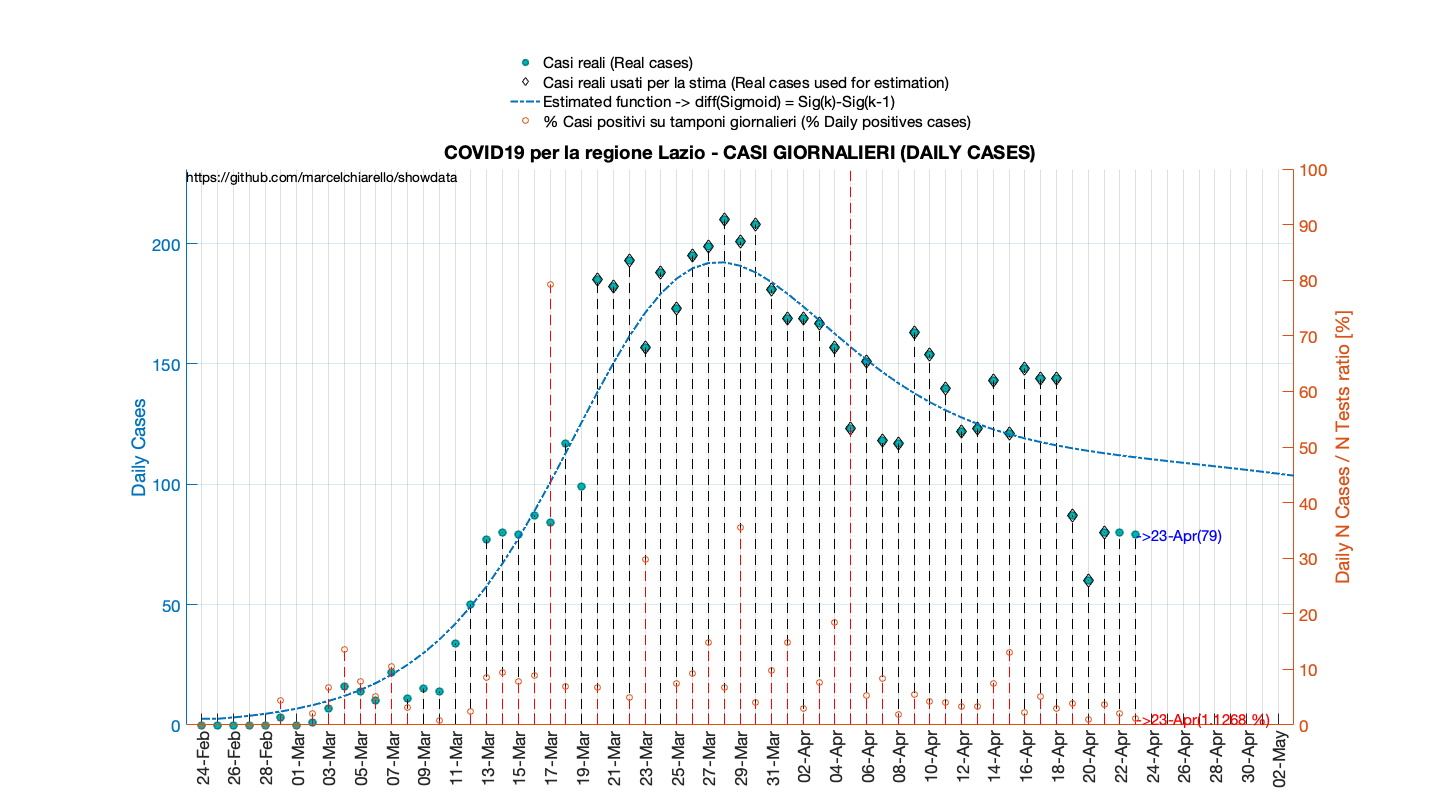 Casi reali (Real cases)
Casi reali usati per la stima (Real cases used for estimation)
Estimated function -> diff(Sigmoid) = Sig(k)-Sig(k-1)
% Casi positivi su tamponi giornalieri (% Daily positives cases)
COVID19 per la regione Lazio - CASI GIORNALIERI (DAILY CASES)
https://github.com/marcelchiarello/showdata
Daily Cases
200
150
100
50
0
100
90
80
70
60
50
40
30
20
10
0
Daily N Cases / N Tests ratio [%]
->23-Apr(79)
->23-Apr(1.1268 %)
24-Feb
26-Feb
28-Feb
01-Mar
03-Mar
05-Mar
07-Mar
09-Mar
11-Mar
13-Mar
15-Mar
17-Mar
19-Mar
21-Mar
23-Mar
25-Mar
27-Mar
29-Mar
31-Mar
02-Apr
04-Apr
06-Apr
08-Apr
10-Apr
12-Apr
14-Apr
16-Apr
18-Apr
20-Apr
22-Apr
24-Apr
26-Apr
28-Apr
30-Apr
02-May